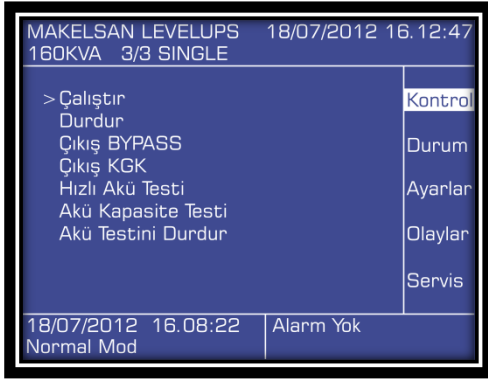 MAKELSAN LEVELUPS 18/07/2012 16.12:47
160KVA 3/3 SINGLE
>Çalıştır
Durdur
Çıkış BYPASS
Çıkış KGK
Hızlı Akü Testi
Akü Kapasite Testi
Akü Testini Durdur
Kontrol
Durum
Ayarlar
Olaylar
Servis
18/07/2012 16.08:22
Normal Mod
Alarm Yok